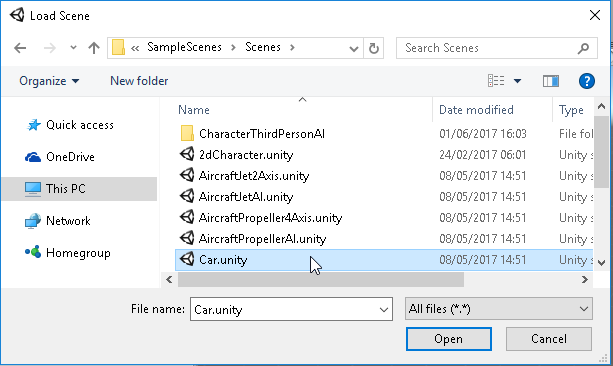 Load Scene
« SampleScenes > Scenes >
Search Scenes
Organize
New folder
Name
Date modified
Type
Quick access
OneDrive
This PC
Network
Homegroup
CharacterThirdPersonAI 01/06/2017 16:03 File fol
2dCharacter.unity 24/02/2017 06:01 Unity s
AircraftJet2Axis.unity 08/05/2017 14:51 Unity s
AircraftJetAI.unity 08/05/2017 14:51 Unity s
AircraftPropeller4Axis.unity 08/05/2017 14:51 Unity s
AircraftPropellerAI.unity 08/05/2017 14:51 Unity s
Car.unity 08/05/2017 14:51 Unity s
File name: Car.unity
All files (*.*)
Open
Cancel